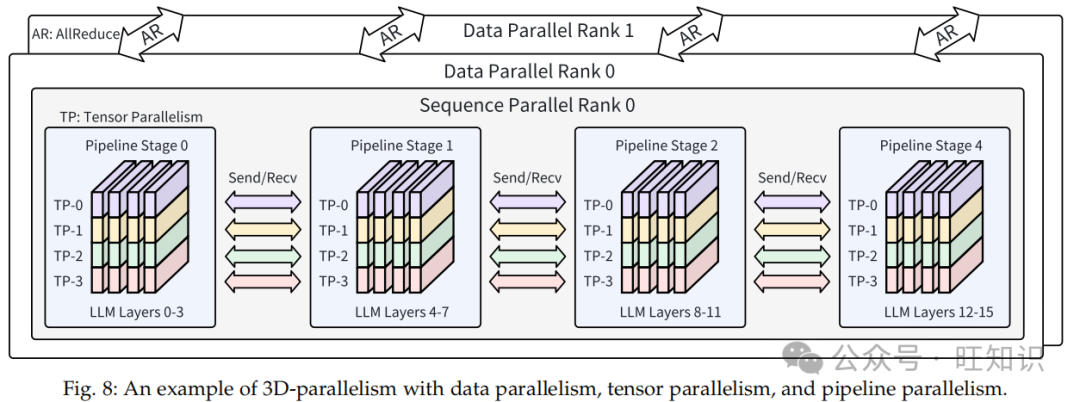 AR: AllReduce
AR
AR
AR
AR
Data Parallel Rank 1
Data Parallel Rank 0
Sequence Parallel Rank 0
TP: Tensor Parallelism
Pipeline Stage 0
Pipeline Stage 1
Pipeline Stage 2
Pipeline Stage 4
Send/Recv
Send/Recv
Send/Recv
TP-0
TP-1
TP-2
TP-3
TP-0
TP-1
TP-2
TP-3
TP-0
TP-1
TP-2
TP-3
TP-0
TP-1
TP-2
TP-3
LLM Layers 0-3
LLM Layers 4-7
LLM Layers 8-11
LLM Layers 12-15
公众号 · 旺知识
Fig. 8: An example of 3D-parallelism with data parallelism, tensor parallelism, and pipeline parallelism.